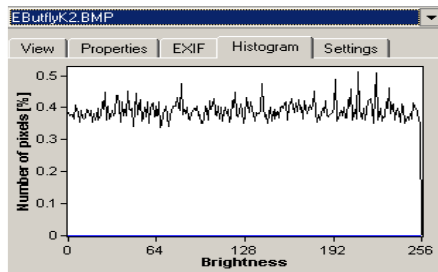 EButflyK2.BMP
View Properties EXIF Histogram Settings
Number of pixels [%]
0.5
0.4
0.3
0.2
0.1
0
0 64 128 192 256
Brightness